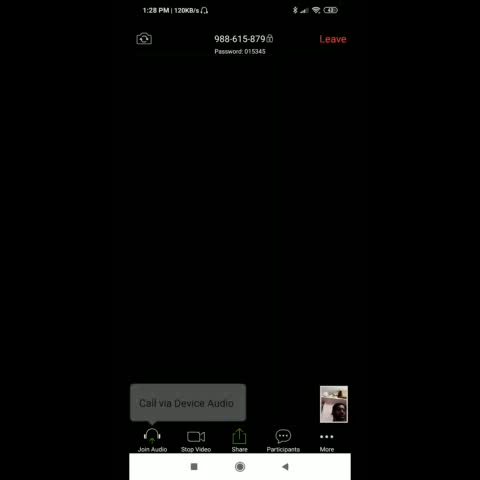 1:28 PM | 120KB/s
48
988-615-879
Leave
Password: 015345
Call via Device Audio
Join Audio
Stop Video
Share
Participants
More